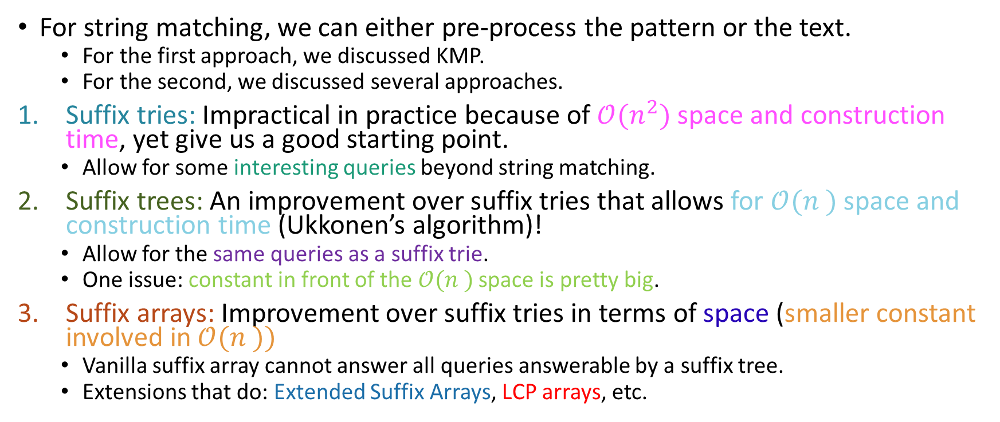 • For string matching, we can either pre-process the pattern or the text.
• For the first approach, we discussed KMP.
• For the second, we discussed several approaches.
1. Suffix tries: Impractical in practice because of 𝒪(𝑛²) space and construction
time, yet give us a good starting point.
• Allow for some interesting queries beyond string matching.
2. Suffix trees: An improvement over suffix tries that allows for 𝒪(𝑛 ) space and
construction time (Ukkonen’s algorithm)!
• Allow for the same queries as a suffix trie.
• One issue: constant in front of the 𝒪(𝑛 ) space is pretty big.
3. Suffix arrays: Improvement over suffix tries in terms of space (smaller constant
involved in 𝒪(𝑛 ))
• Vanilla suffix array cannot answer all queries answerable by a suffix tree.
• Extensions that do: Extended Suffix Arrays, LCP arrays, etc.